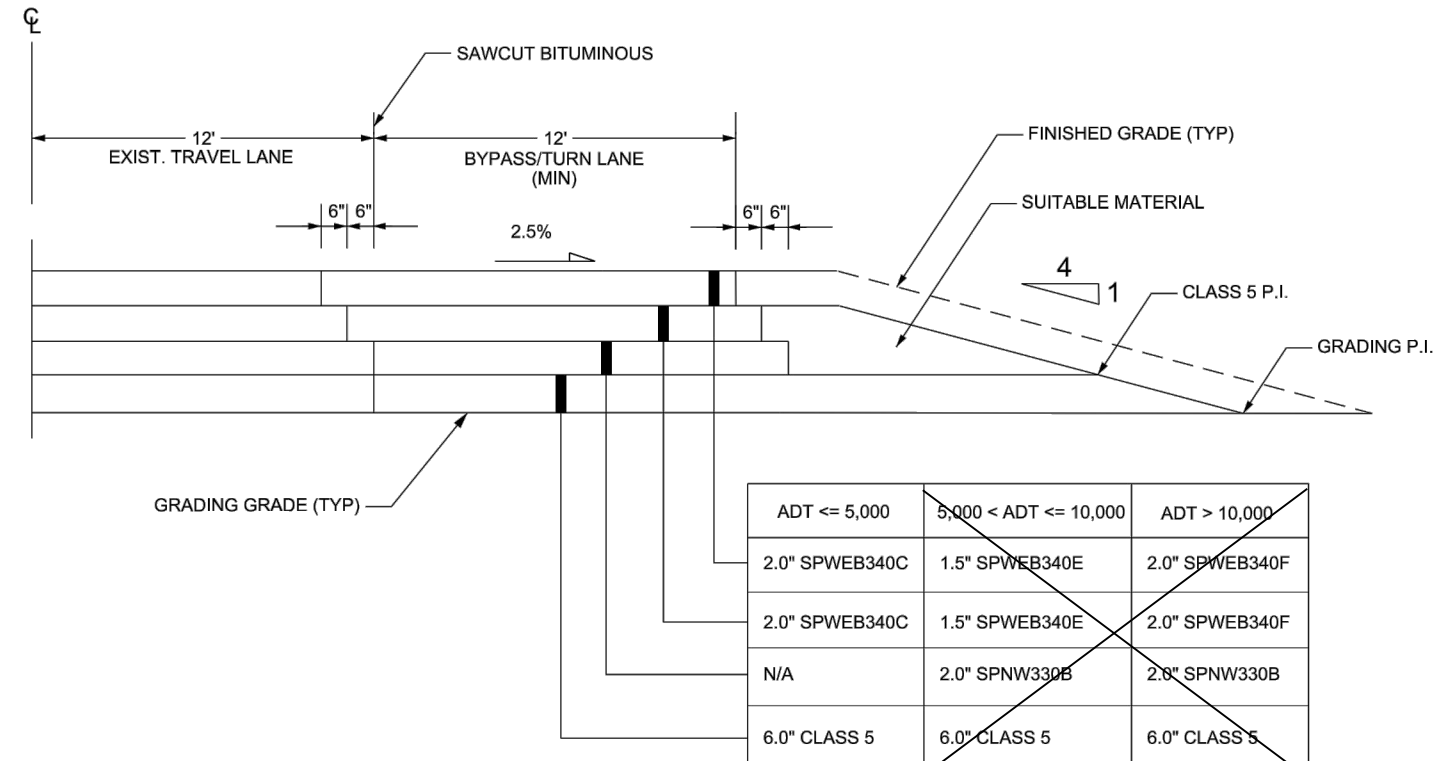 ℄
SAWCUT BITUMINOUS
12'
12'
EXIST. TRAVEL LANE
BYPASS/TURN LANE
(MIN)
FINISHED GRADE (TYP)
SUITABLE MATERIAL
6" 6"
6" 6"
2.5%
4
1
CLASS 5 P.I.
GRADING P.I.
GRADING GRADE (TYP)
ADT <= 5,000 5,000 < ADT <= 10,000 ADT > 10,000
2.0" SPWEB340C 1.5" SPWEB340E 2.0" SPWEB340F
2.0" SPWEB340C 1.5" SPWEB340E 2.0" SPWEB340F
N/A 2.0" SPNW330B 2.0" SPNW330B
6.0" CLASS 5 6.0" CLASS 5 6.0" CLASS 5